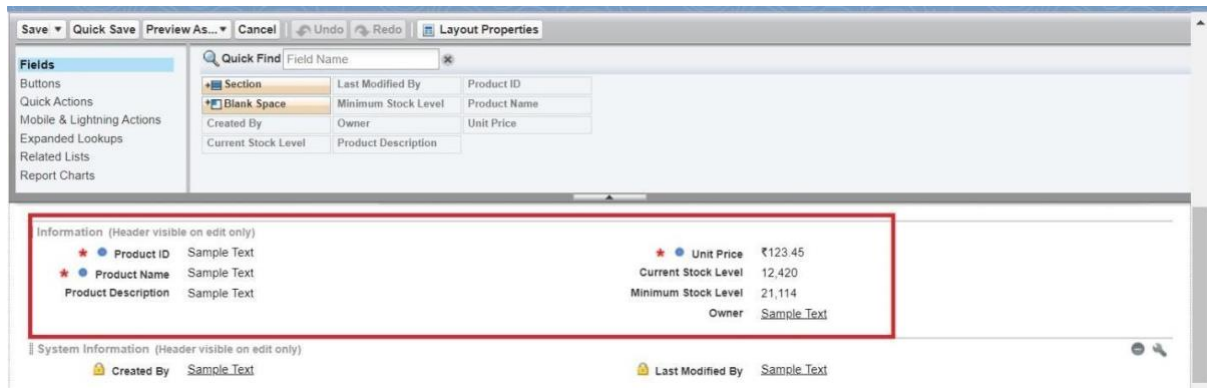 Save Quick Save Preview As... Cancel Undo Redo Layout Properties
Fields
Buttons
Quick Actions
Mobile & Lightning Actions
Expanded Lookups
Related Lists
Report Charts
Quick Find Field Name
Section Last Modified By Product ID
Blank Space Minimum Stock Level Product Name
Created By Owner Unit Price
Current Stock Level Product Description
Information (Header visible on edit only)
* Product ID Sample Text * Unit Price ₹123.45
* Product Name Sample Text Current Stock Level 12,420
Product Description Sample Text Minimum Stock Level 21,114
Owner Sample Text
System Information (Header visible on edit only)
Created By Sample Text Last Modified By Sample Text